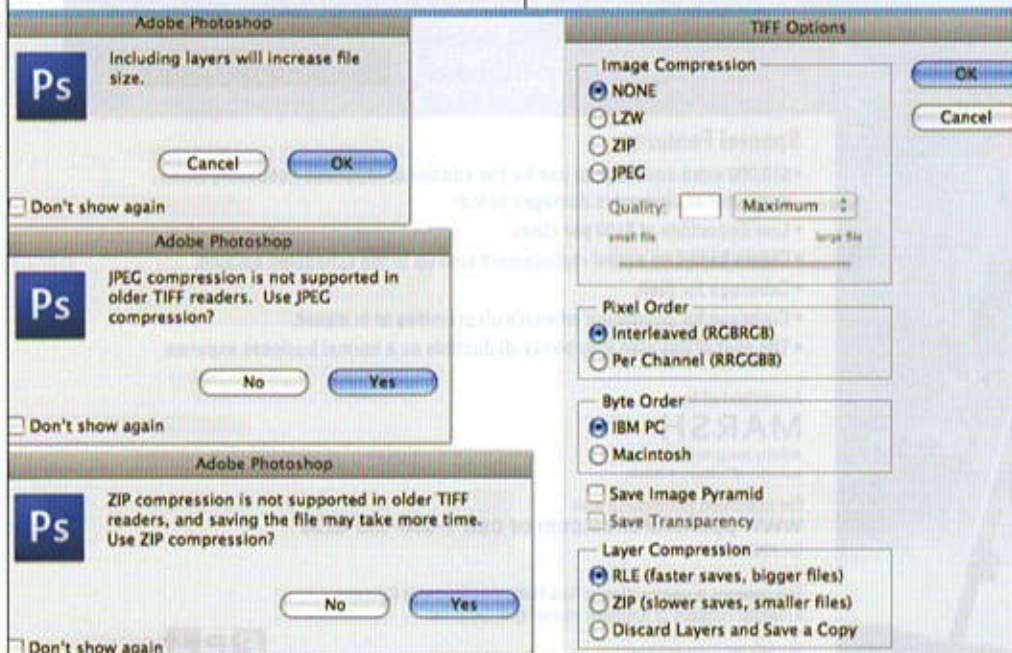 Adobe Photoshop
Ps
Including layers will increase file
size.
Cancel
OK
Don't show again
Adobe Photoshop
Ps
JPEG compression is not supported in
older TIFF readers. Use JPEG
compression?
No
Yes
Don't show again
Adobe Photoshop
Ps
ZIP compression is not supported in older TIFF
readers, and saving the file may take more time.
Use ZIP compression?
No
Yes
Don't show again
TIFF Options
Image Compression
NONE
LZW
ZIP
JPEG
Quality:
Maximum
small file
large file
OK
Cancel
Pixel Order
Interleaved (RGBRGB)
Per Channel (RRGGBB)
Byte Order
IBM PC
Macintosh
Save Image Pyramid
Save Transparency
Layer Compression
RLE (faster saves, bigger files)
ZIP (slower saves, smaller files)
Discard Layers and Save a Copy
Special Features
MARSH